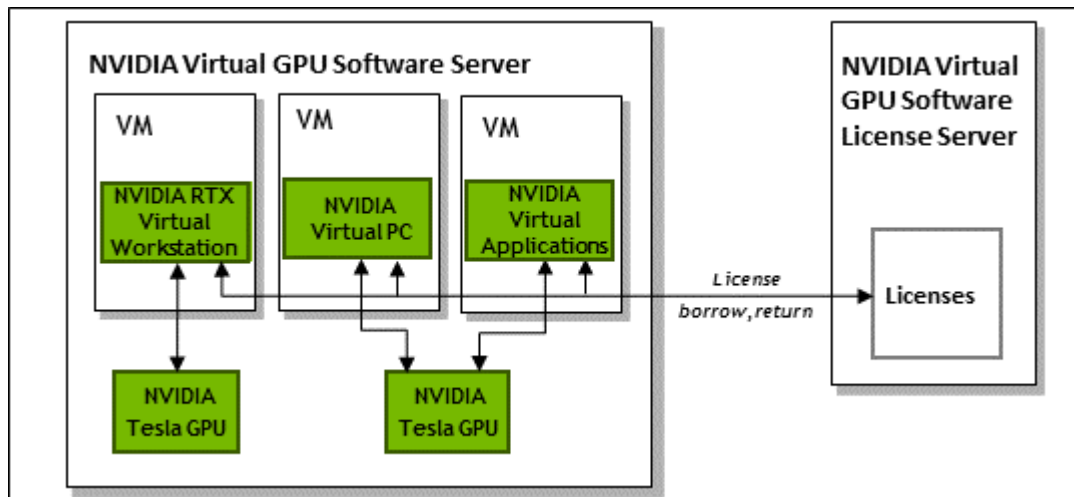 NVIDIA Virtual GPU Software Server
VM
NVIDIA RTX
Virtual
Workstation
VM
NVIDIA
Virtual PC
VM
NVIDIA
Virtual
Applications
NVIDIA
Tesla GPU
NVIDIA
Tesla GPU
License
borrow, return
NVIDIA Virtual
GPU Software
License Server
Licenses